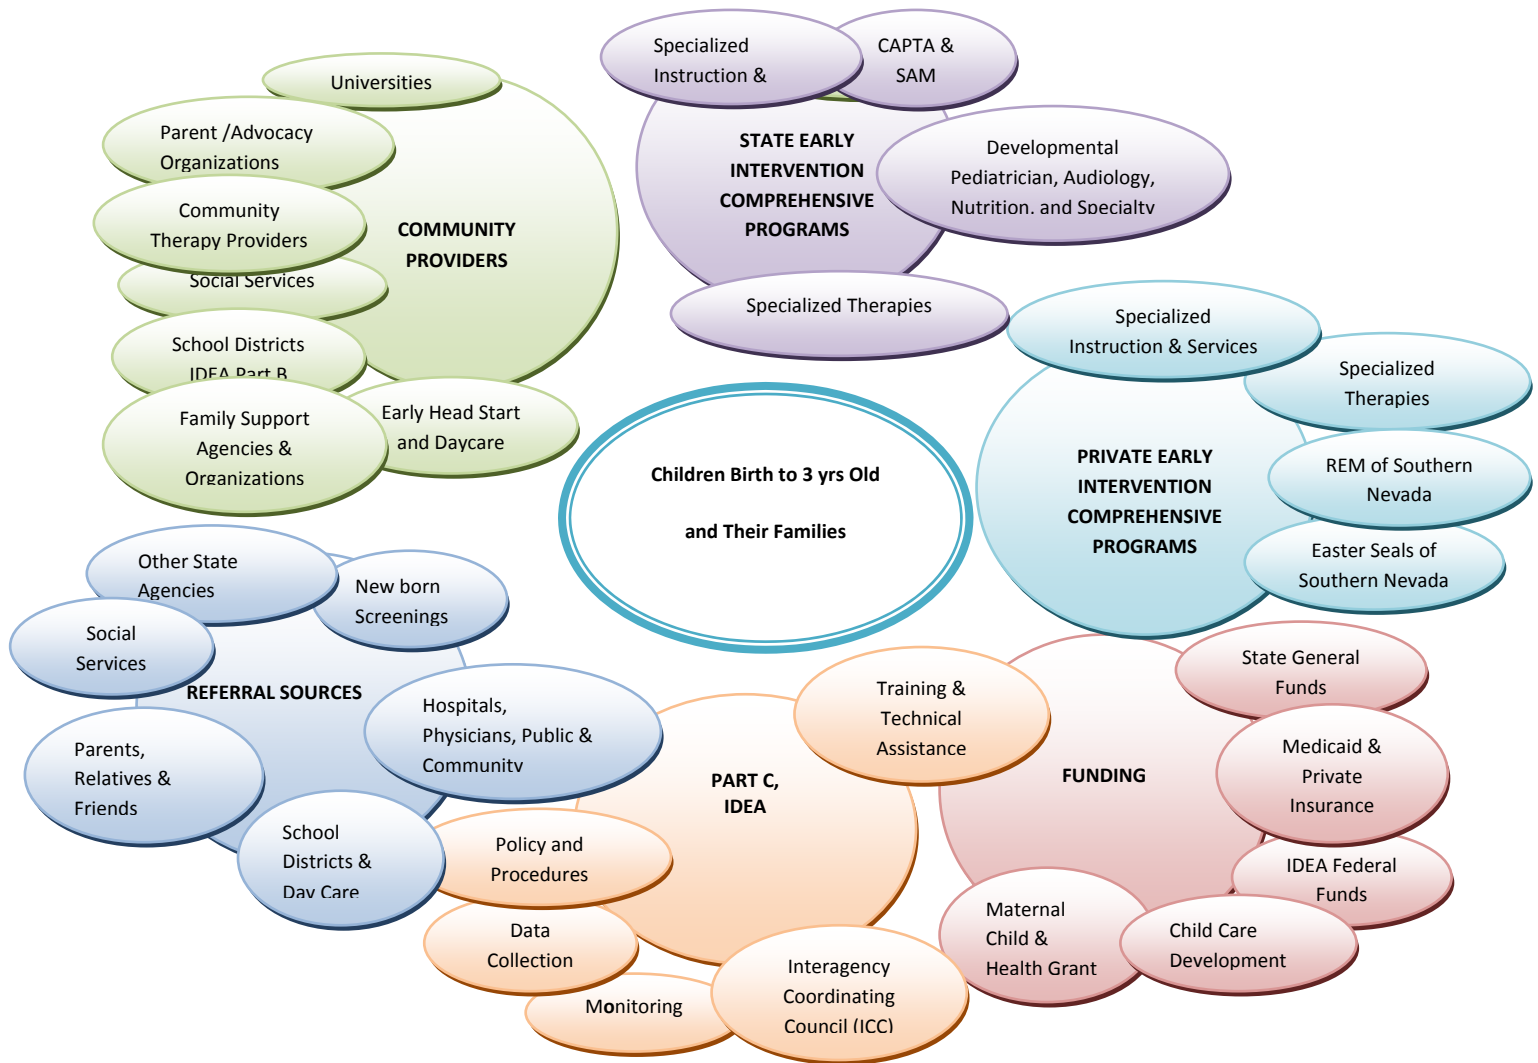 Universities
Parent /Advocacy
Organizations
Community
Therapy Providers
Social Services
School Districts
IDEA Part B
Family Support
Agencies &
Organizations
Early Head Start
and Daycare
COMMUNITY
PROVIDERS
Specialized
Instruction &
CAPTA &
SAM
STATE EARLY
INTERVENTION
COMPREHENSIVE
PROGRAMS
Developmental
Pediatrician, Audiology,
Nutrition, and Specialty
Specialized Therapies
Specialized
Instruction & Services
Specialized
Therapies
PRIVATE EARLY
INTERVENTION
COMPREHENSIVE
PROGRAMS
REM of Southern
Nevada
Easter Seals of
Southern Nevada
Children Birth to 3 yrs Old
and Their Families
Other State
Agencies
New born
Screenings
Social
Services
REFERRAL SOURCES
Hospitals,
Physicians, Public &
Community
Parents,
Relatives &
Friends
School
Districts &
Day Care
Training &
Technical
Assistance
PART C,
IDEA
Policy and
Procedures
Data
Collection
Monitoring
Interagency
Coordinating
Council (ICC)
FUNDING
State General
Funds
Medicaid &
Private
Insurance
IDEA Federal
Funds
Child Care
Development
Maternal
Child &
Health Grant